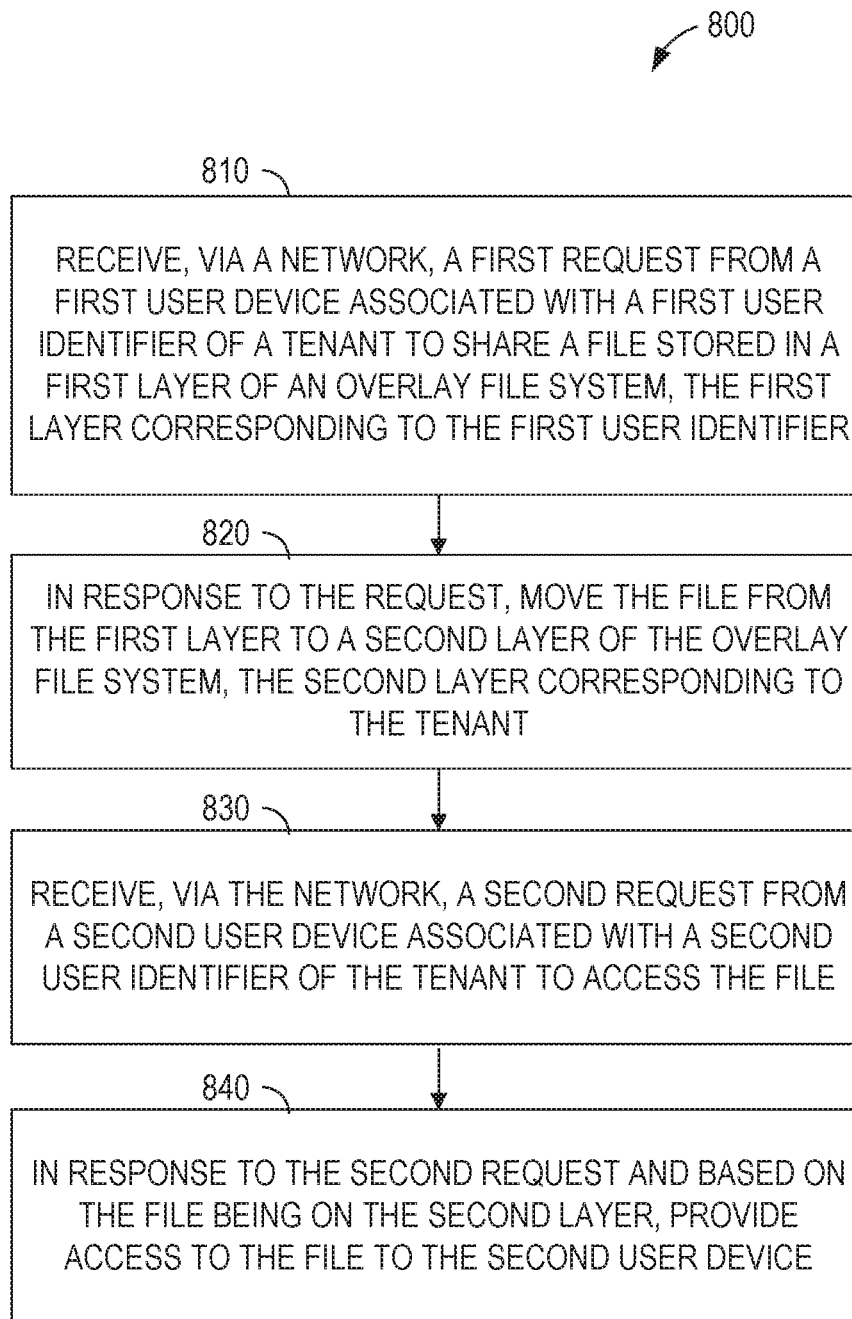 800
810
RECEIVE, VIA A NETWORK, A FIRST REQUEST FROM A
FIRST USER DEVICE ASSOCIATED WITH A FIRST USER
IDENTIFIER OF A TENANT TO SHARE A FILE STORED IN A
FIRST LAYER OF AN OVERLAY FILE SYSTEM, THE FIRST
LAYER CORRESPONDING TO THE FIRST USER IDENTIFIER
820
IN RESPONSE TO THE REQUEST, MOVE THE FILE FROM
THE FIRST LAYER TO A SECOND LAYER OF THE OVERLAY
FILE SYSTEM, THE SECOND LAYER CORRESPONDING TO
THE TENANT
830
RECEIVE, VIA THE NETWORK, A SECOND REQUEST FROM
A SECOND USER DEVICE ASSOCIATED WITH A SECOND
USER IDENTIFIER OF THE TENANT TO ACCESS THE FILE
840
IN RESPONSE TO THE SECOND REQUEST AND BASED ON
THE FILE BEING ON THE SECOND LAYER, PROVIDE
ACCESS TO THE FILE TO THE SECOND USER DEVICE